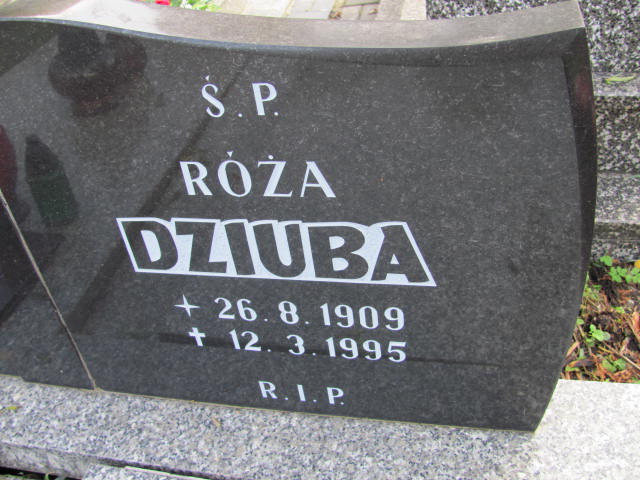 Ś.P.
RÓŻA
DZIUBA
26.8.1909
✝ 12.3.1995
R.I.P.